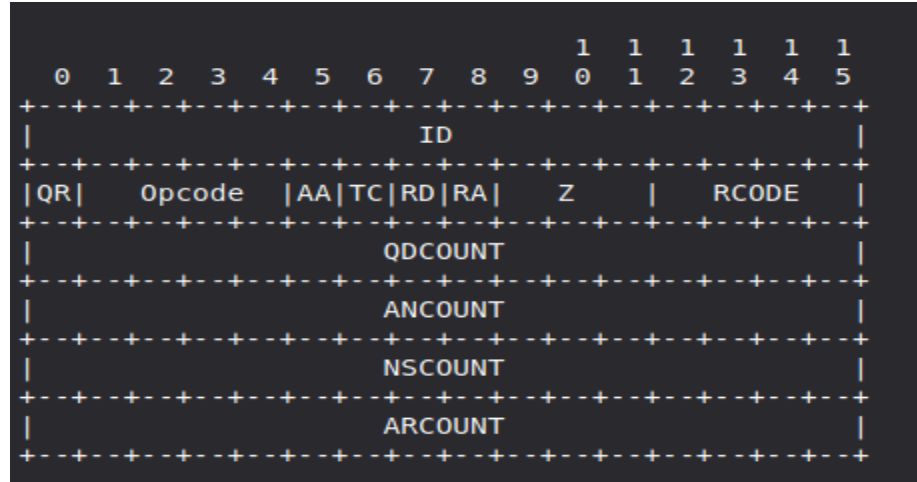 1  1  1  1  1  1
  0  1  2  3  4  5  6  7  8  9  0  1  2  3  4  5
+--+--+--+--+--+--+--+--+--+--+--+--+--+--+--+--+
|                      ID                       |
+--+--+--+--+--+--+--+--+--+--+--+--+--+--+--+--+
|QR|   Opcode  |AA|TC|RD|RA|   Z    |   RCODE   |
+--+--+--+--+--+--+--+--+--+--+--+--+--+--+--+--+
|                    QDCOUNT                    |
+--+--+--+--+--+--+--+--+--+--+--+--+--+--+--+--+
|                    ANCOUNT                    |
+--+--+--+--+--+--+--+--+--+--+--+--+--+--+--+--+
|                    NSCOUNT                    |
+--+--+--+--+--+--+--+--+--+--+--+--+--+--+--+--+
|                    ARCOUNT                    |
+--+--+--+--+--+--+--+--+--+--+--+--+--+--+--+--+